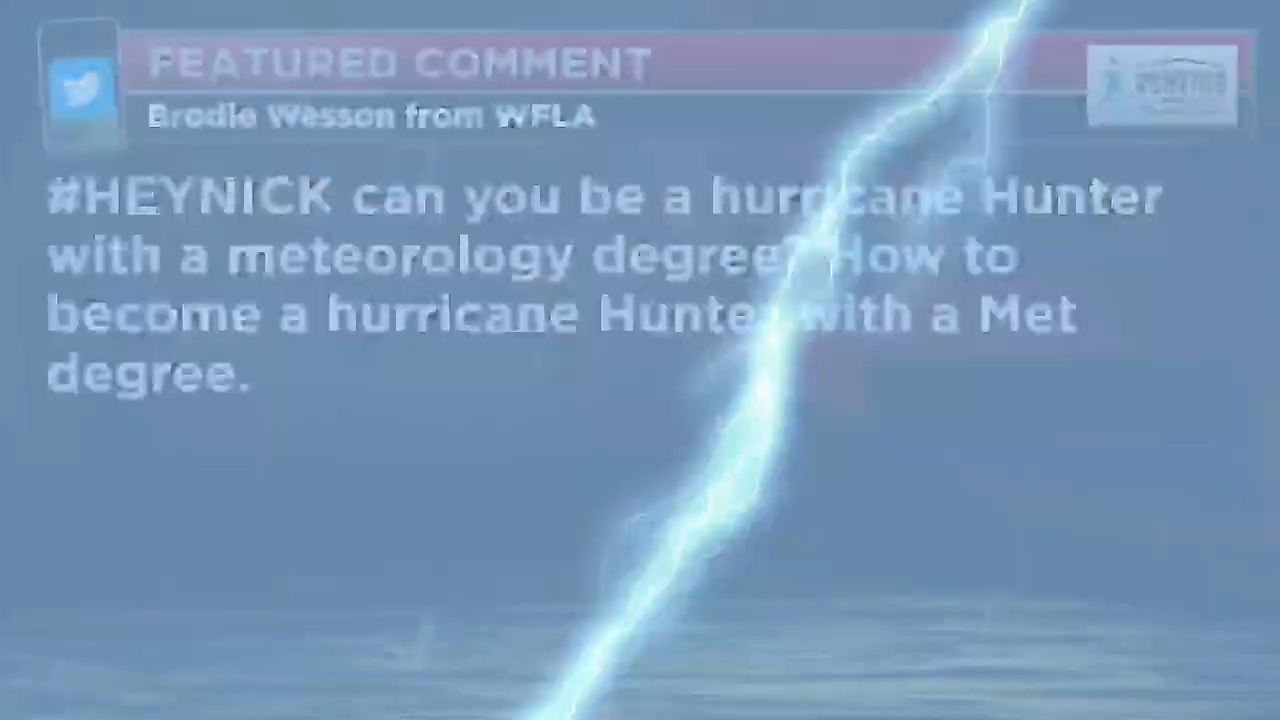 FEATURED COMMENT
Brodie Wesson from WFLA
#HEYNICK can you be a hurricane Hunter
with a meteorology degree? How to
become a hurricane Hunter with a Met
degree.